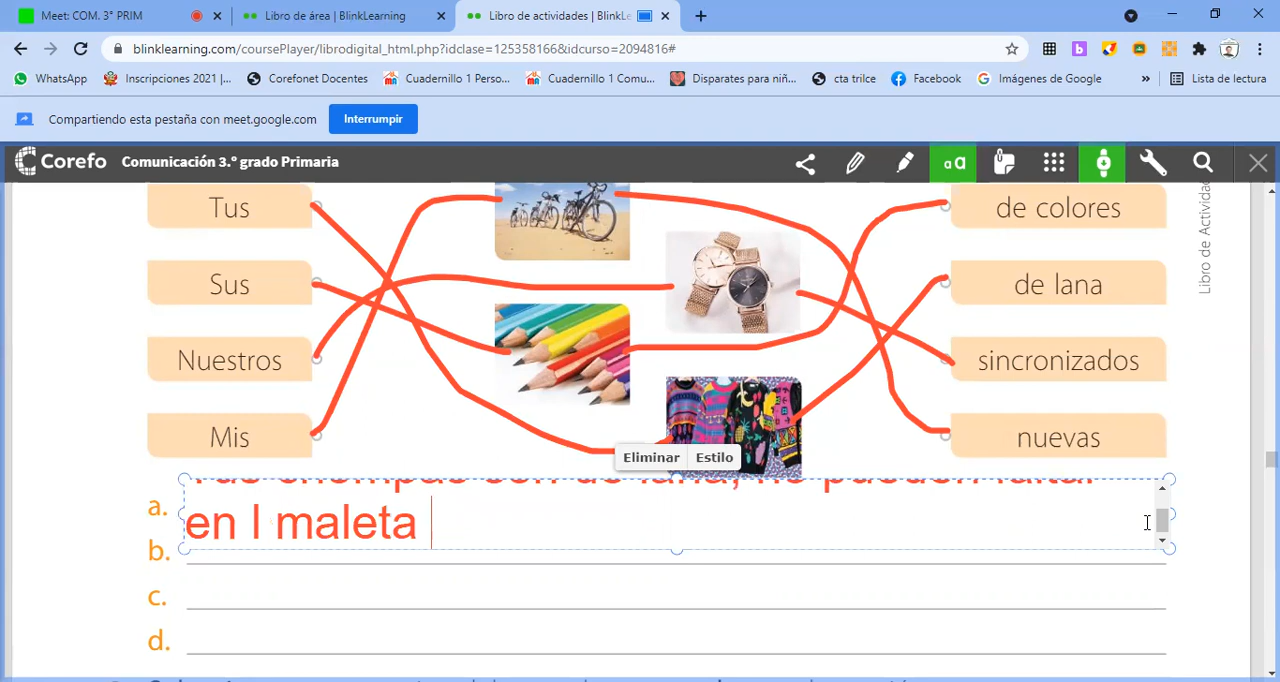 Meet: COM. 3° PRIM
Libro de área | BlinkLearning
Libro de actividades | BlinkLe
blinklearning.com/coursePlayer/librodigital_html.php?idclase=125358166&idcurso=2094816#
WhatsApp
Inscripciones 2021 |...
Corefonet Docentes
Cuadernillo 1 Perso...
Cuadernillo 1 Comu...
Disparates para niñ...
cta trilce
Facebook
Imágenes de Google
»
Lista de lectura
Compartiendo esta pestaña con meet.google.com
Interrumpir
Corefo
Comunicación 3.º grado Primaria
aA
Tus
de colores
Sus
de lana
Nuestros
sincronizados
Mis
nuevas
Libro de Activida
Eliminar
Estilo
a.
en l maleta
b.
c.
d.